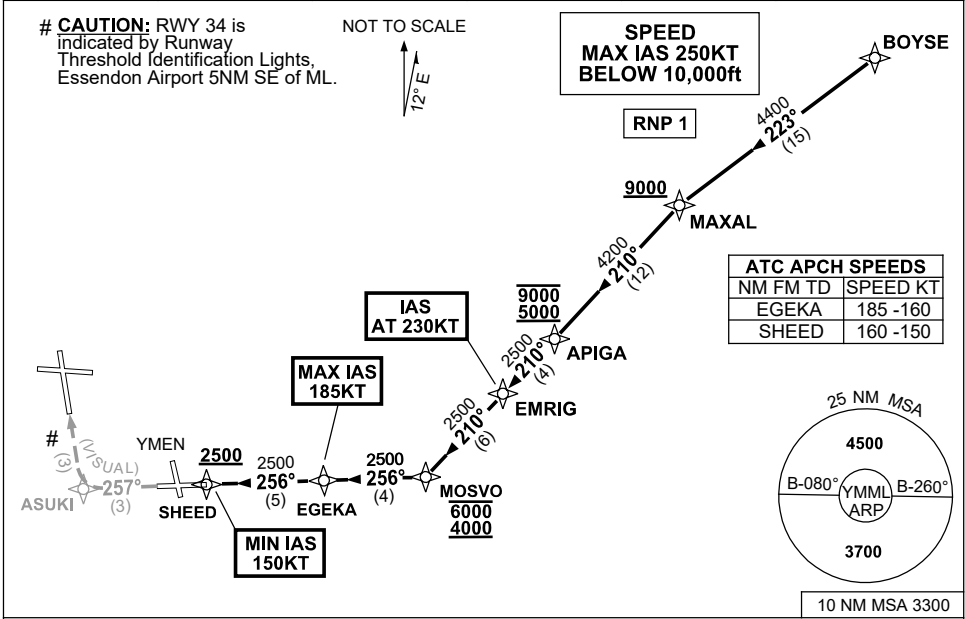 # CAUTION: RWY 34 is
indicated by Runway
Threshold Identification Lights,
Essendon Airport 5NM SE of ML.
NOT TO SCALE
12° E
SPEED
MAX IAS 250KT
BELOW 10,000ft
RNP 1
BOYSE
4400
223°
(15)
9000
MAXAL
4200
210°
(12)
ATC APCH SPEEDS
NM FM TD SPEED KT
EGEKA 185 -160
SHEED 160 -150
9000
5000
APIGA
IAS
AT 230KT
2500
210°
(4)
EMRIG
MAX IAS
185KT
2500
210°
(6)
MOSVO
6000
4000
2500
256°
(4)
EGEKA
2500
256°
(5)
2500
SHEED
MIN IAS
150KT
YMEN
257°
(3)
ASUKI
#
(VISUAL)
(3)
25 NM MSA
4500
B-080° YMML B-260°
ARP
3700
10 NM MSA 3300